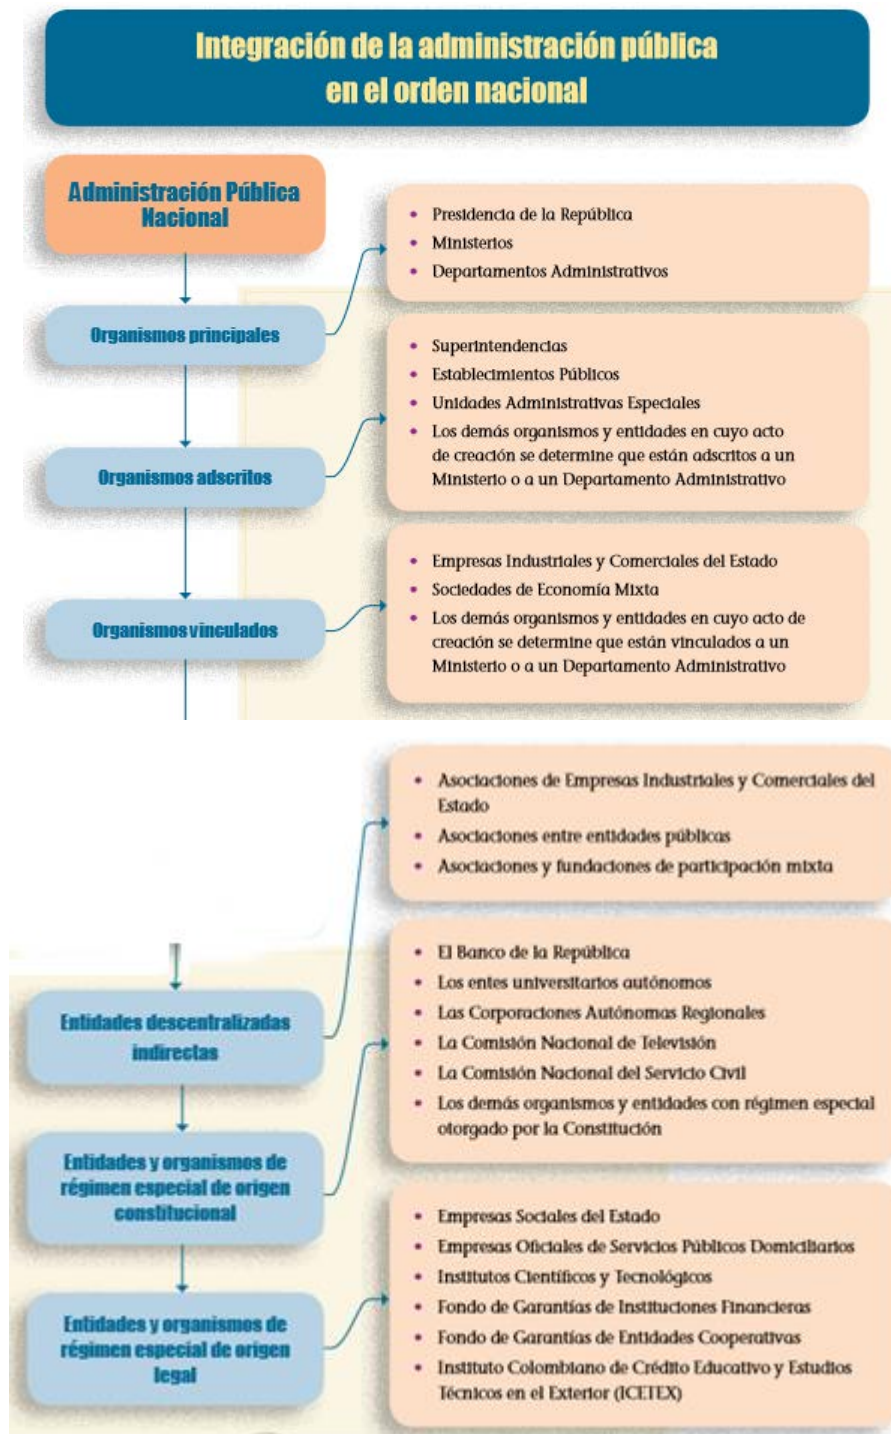 Integración de la administración pública
en el orden nacional
Administración Pública
Nacional
Organismos principales
• Presidencia de la República
• Ministerios
• Departamentos Administrativos
Organismos adscritos
• Superintendencias
• Establecimientos Públicos
• Unidades Administrativas Especiales
• Los demás organismos y entidades en cuyo acto
de creación se determine que están adscritos a un
Ministerio o a un Departamento Administrativo
Organismos vinculados
• Empresas Industriales y Comerciales del Estado
• Sociedades de Economía Mixta
• Los demás organismos y entidades en cuyo acto de
creación se determine que están vinculados a un
Ministerio o a un Departamento Administrativo
Entidades descentralizadas
indirectas
• Asociaciones de Empresas Industriales y Comerciales del
Estado
• Asociaciones entre entidades públicas
• Asociaciones y fundaciones de participación mixta
Entidades y organismos de
régimen especial de origen
constitucional
• El Banco de la República
• Los entes universitarios autónomos
• Las Corporaciones Autónomas Regionales
• La Comisión Nacional de Televisión
• La Comisión Nacional del Servicio Civil
• Los demás organismos y entidades con régimen especial
otorgado por la Constitución
Entidades y organismos de
régimen especial de origen
legal
• Empresas Sociales del Estado
• Empresas Oficiales de Servicios Públicos Domiciliarios
• Institutos Científicos y Tecnológicos
• Fondo de Garantías de Instituciones Financieras
• Fondo de Garantías de Entidades Cooperativas
• Instituto Colombiano de Crédito Educativo y Estudios
Técnicos en el Exterior (ICETEX)